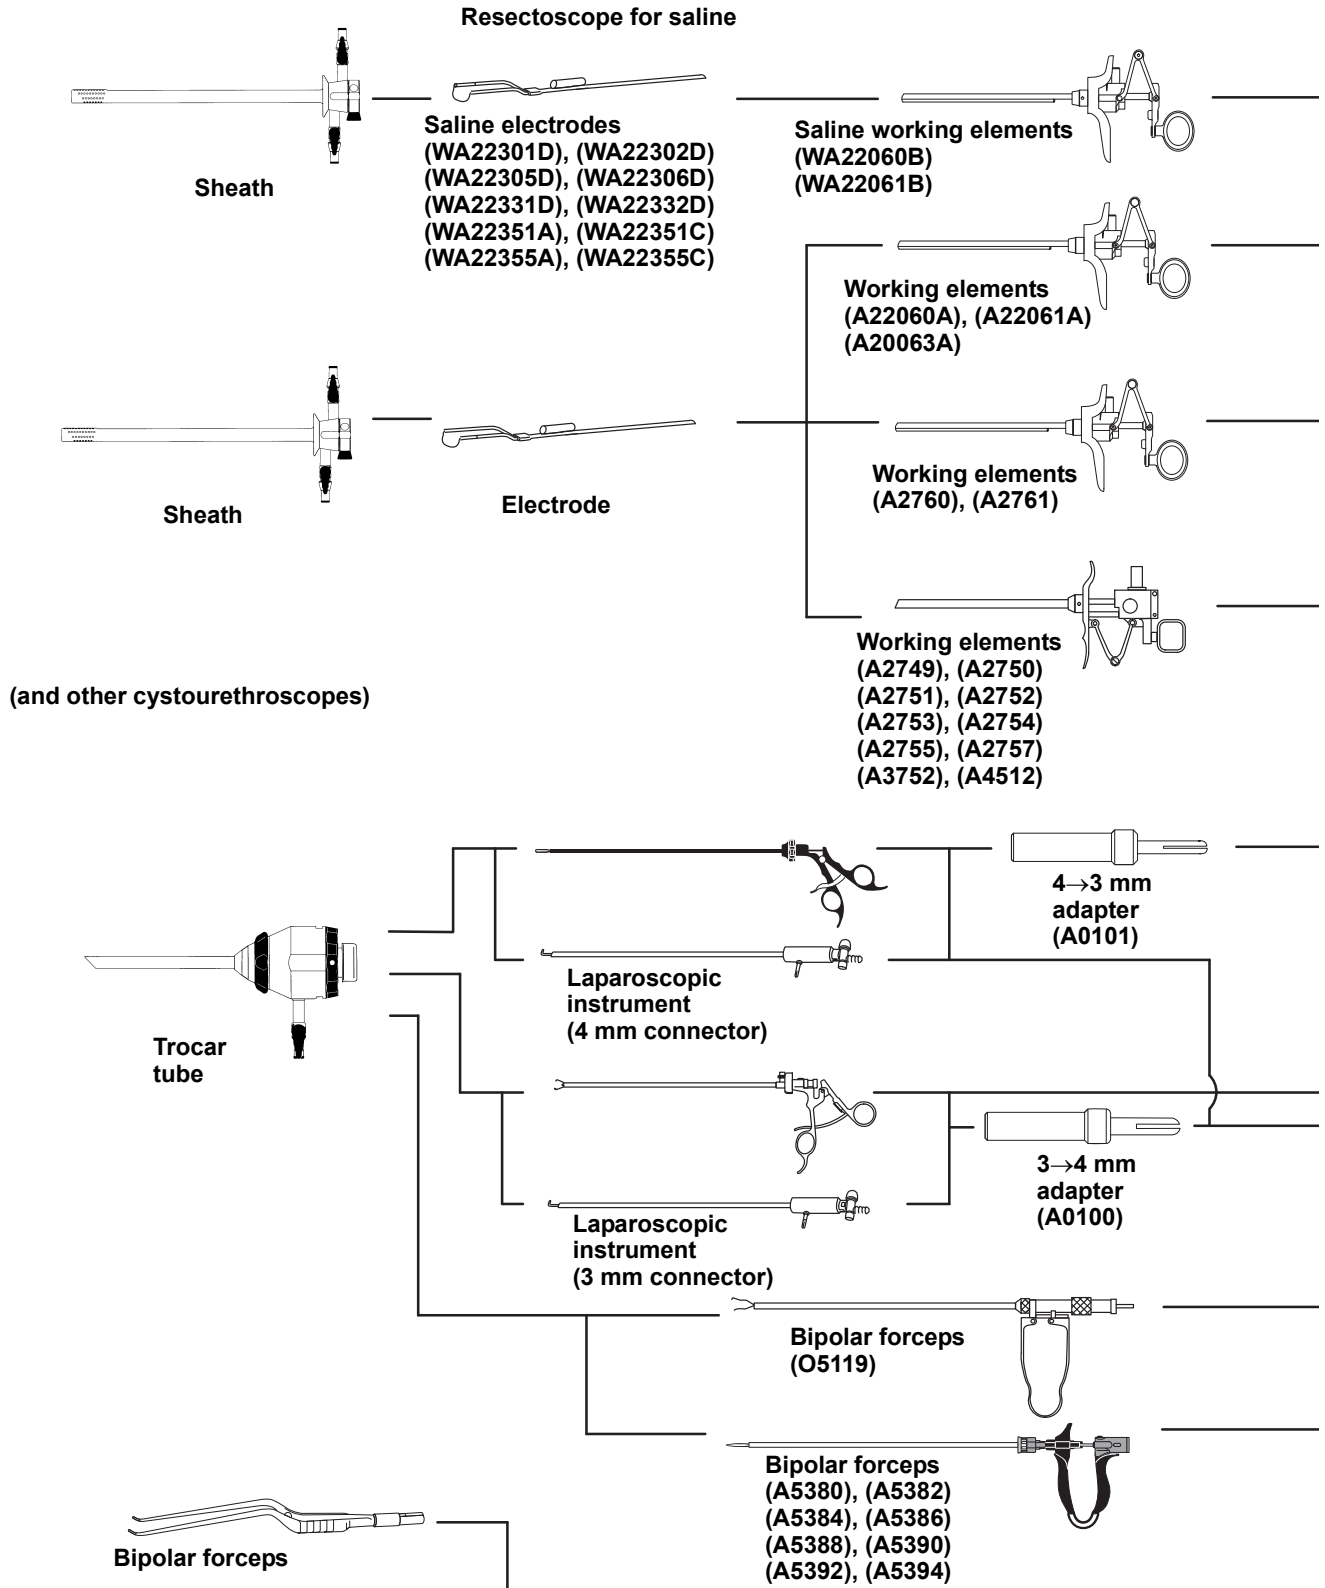 Resectoscope for saline
Sheath
Saline electrodes
(WA22301D), (WA22302D)
(WA22305D), (WA22306D)
(WA22331D), (WA22332D)
(WA22351A), (WA22351C)
(WA22355A), (WA22355C)
Saline working elements
(WA22060B)
(WA22061B)
Working elements
(A22060A), (A22061A)
(A20063A)
Sheath
Electrode
Working elements
(A2760), (A2761)
Working elements
(A2749), (A2750)
(A2751), (A2752)
(A2753), (A2754)
(A2755), (A2757)
(A3752), (A4512)
(and other cystourethroscopes)
4→3 mm
adapter
(A0101)
Laparoscopic
instrument
(4 mm connector)
Trocar
tube
3→4 mm
adapter
(A0100)
Laparoscopic
instrument
(3 mm connector)
Bipolar forceps
(O5119)
Bipolar forceps
(A5380), (A5382)
(A5384), (A5386)
(A5388), (A5390)
(A5392), (A5394)
Bipolar forceps